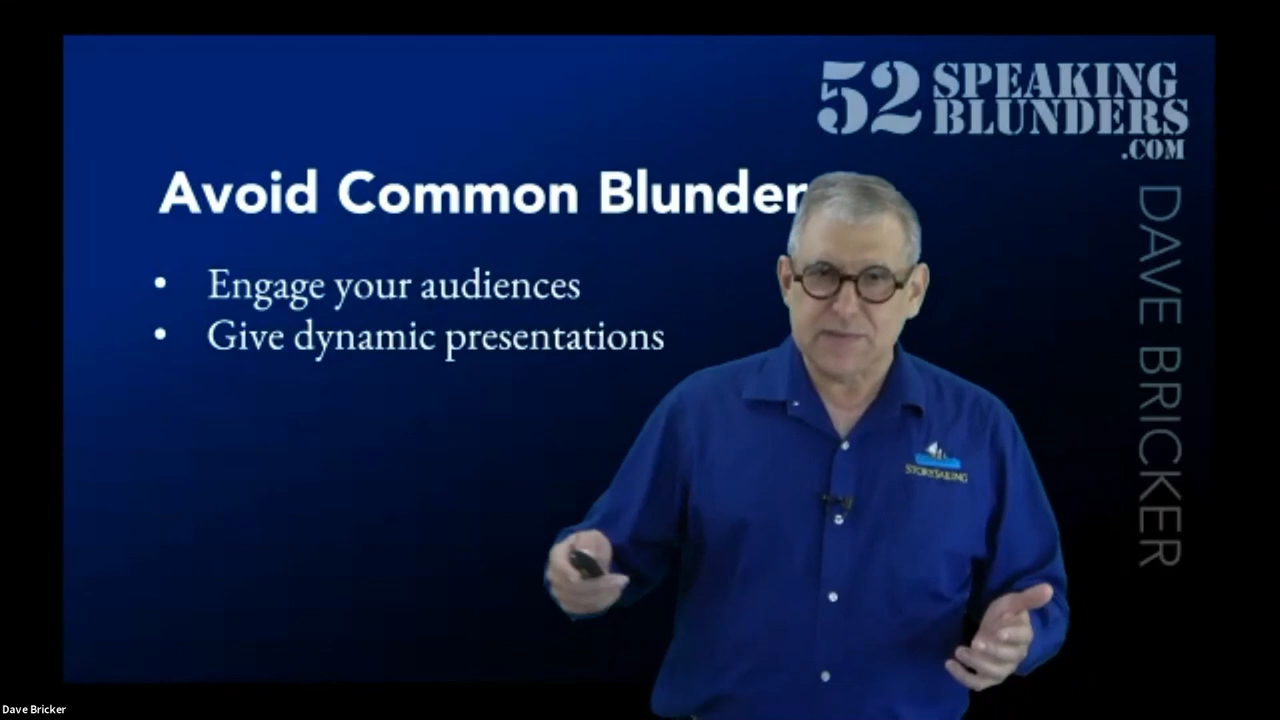 52 SPEAKING
BLUNDERS
.COM
Avoid Common Blunder
• Engage your audiences
• Give dynamic presentations
DAVE BRICKER
STORYSAILING
Dave Bricker